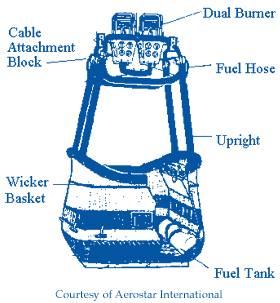 Dual Burner
Cable
Attachment
Block
Fuel Hose
Upright
Wicker
Basket
Fuel Tank
Courtesy of Aerostar International